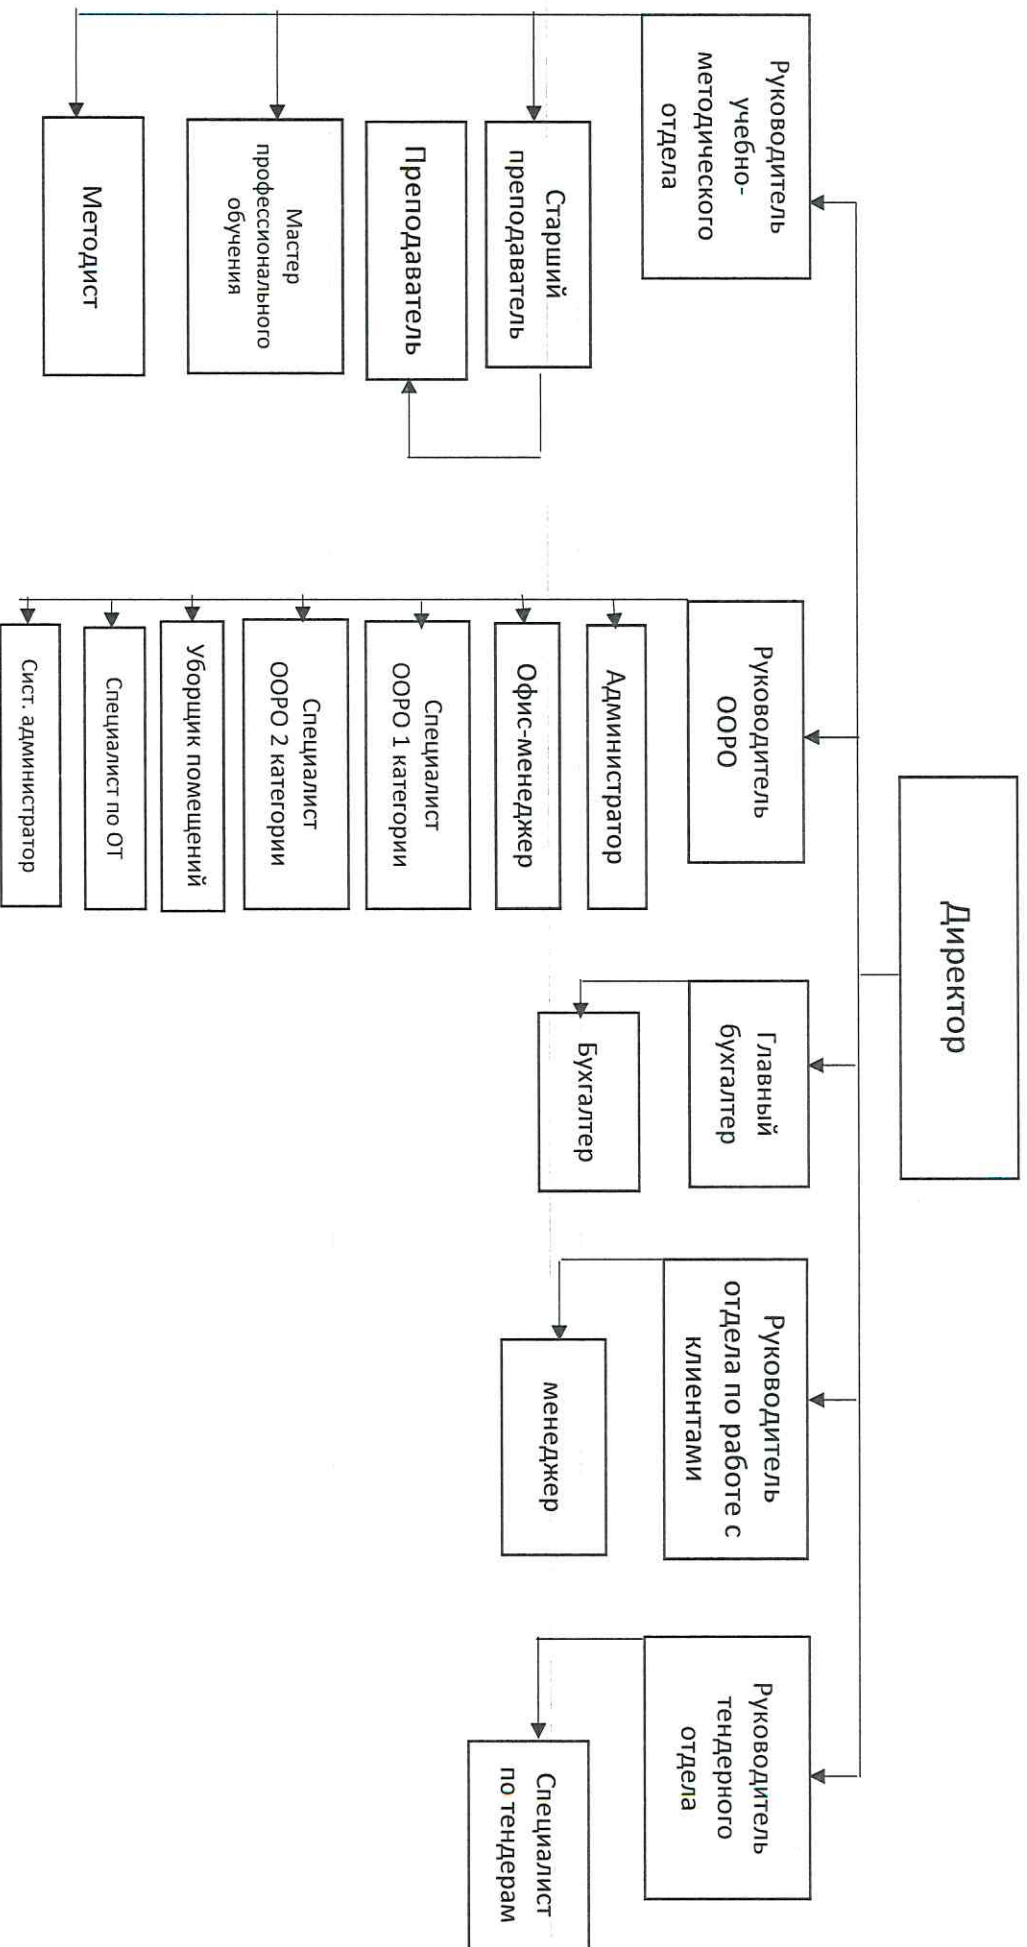 Директор
Руководитель
учебно-
методического
отдела
Старший
преподаватель
Преподаватель
Мастер
профессионального
обучения
Методист
Руководитель
ООРО
Администратор
Офис-менеджер
Специалист
ООРО 1 категории
Специалист
ООРО 2 категории
Уборщик помещений
Специалист по ОТ
Сист. администратор
Главный
бухгалтер
Бухгалтер
Руководитель
отдела по работе с
клиентами
менеджер
Руководитель
тендерного
отдела
Специалист
по тендерам